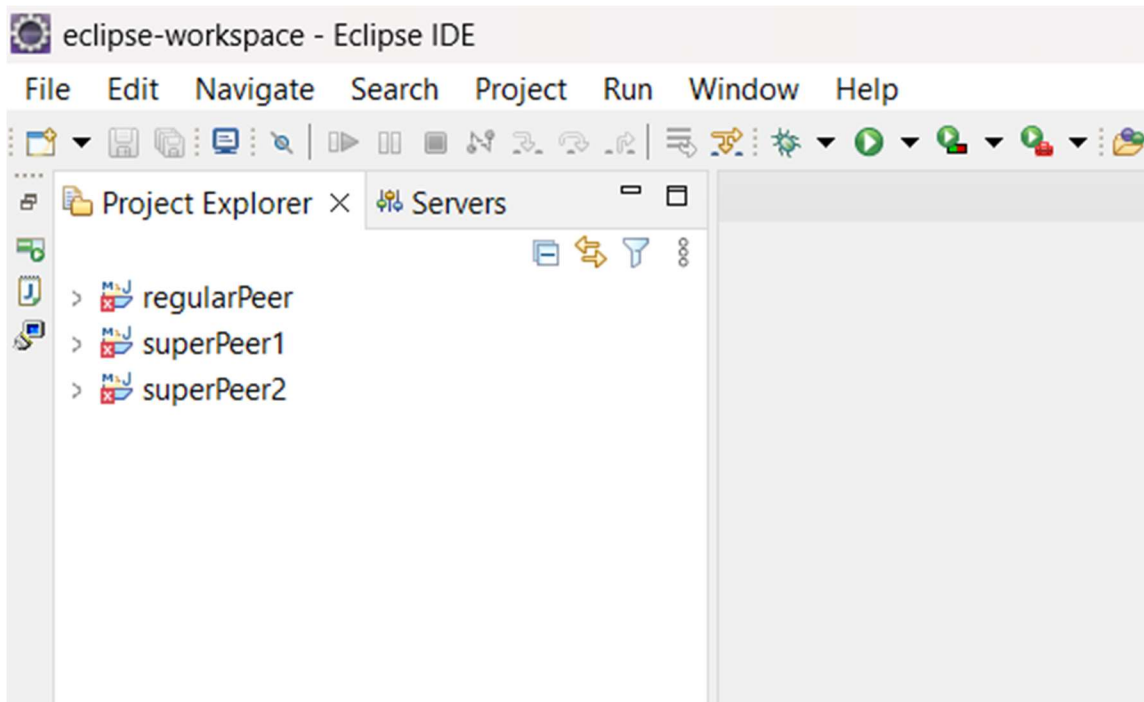 eclipse-workspace - Eclipse IDE
File Edit Navigate Search Project Run Window Help
Project Explorer Servers
regularPeer
superPeer1
superPeer2